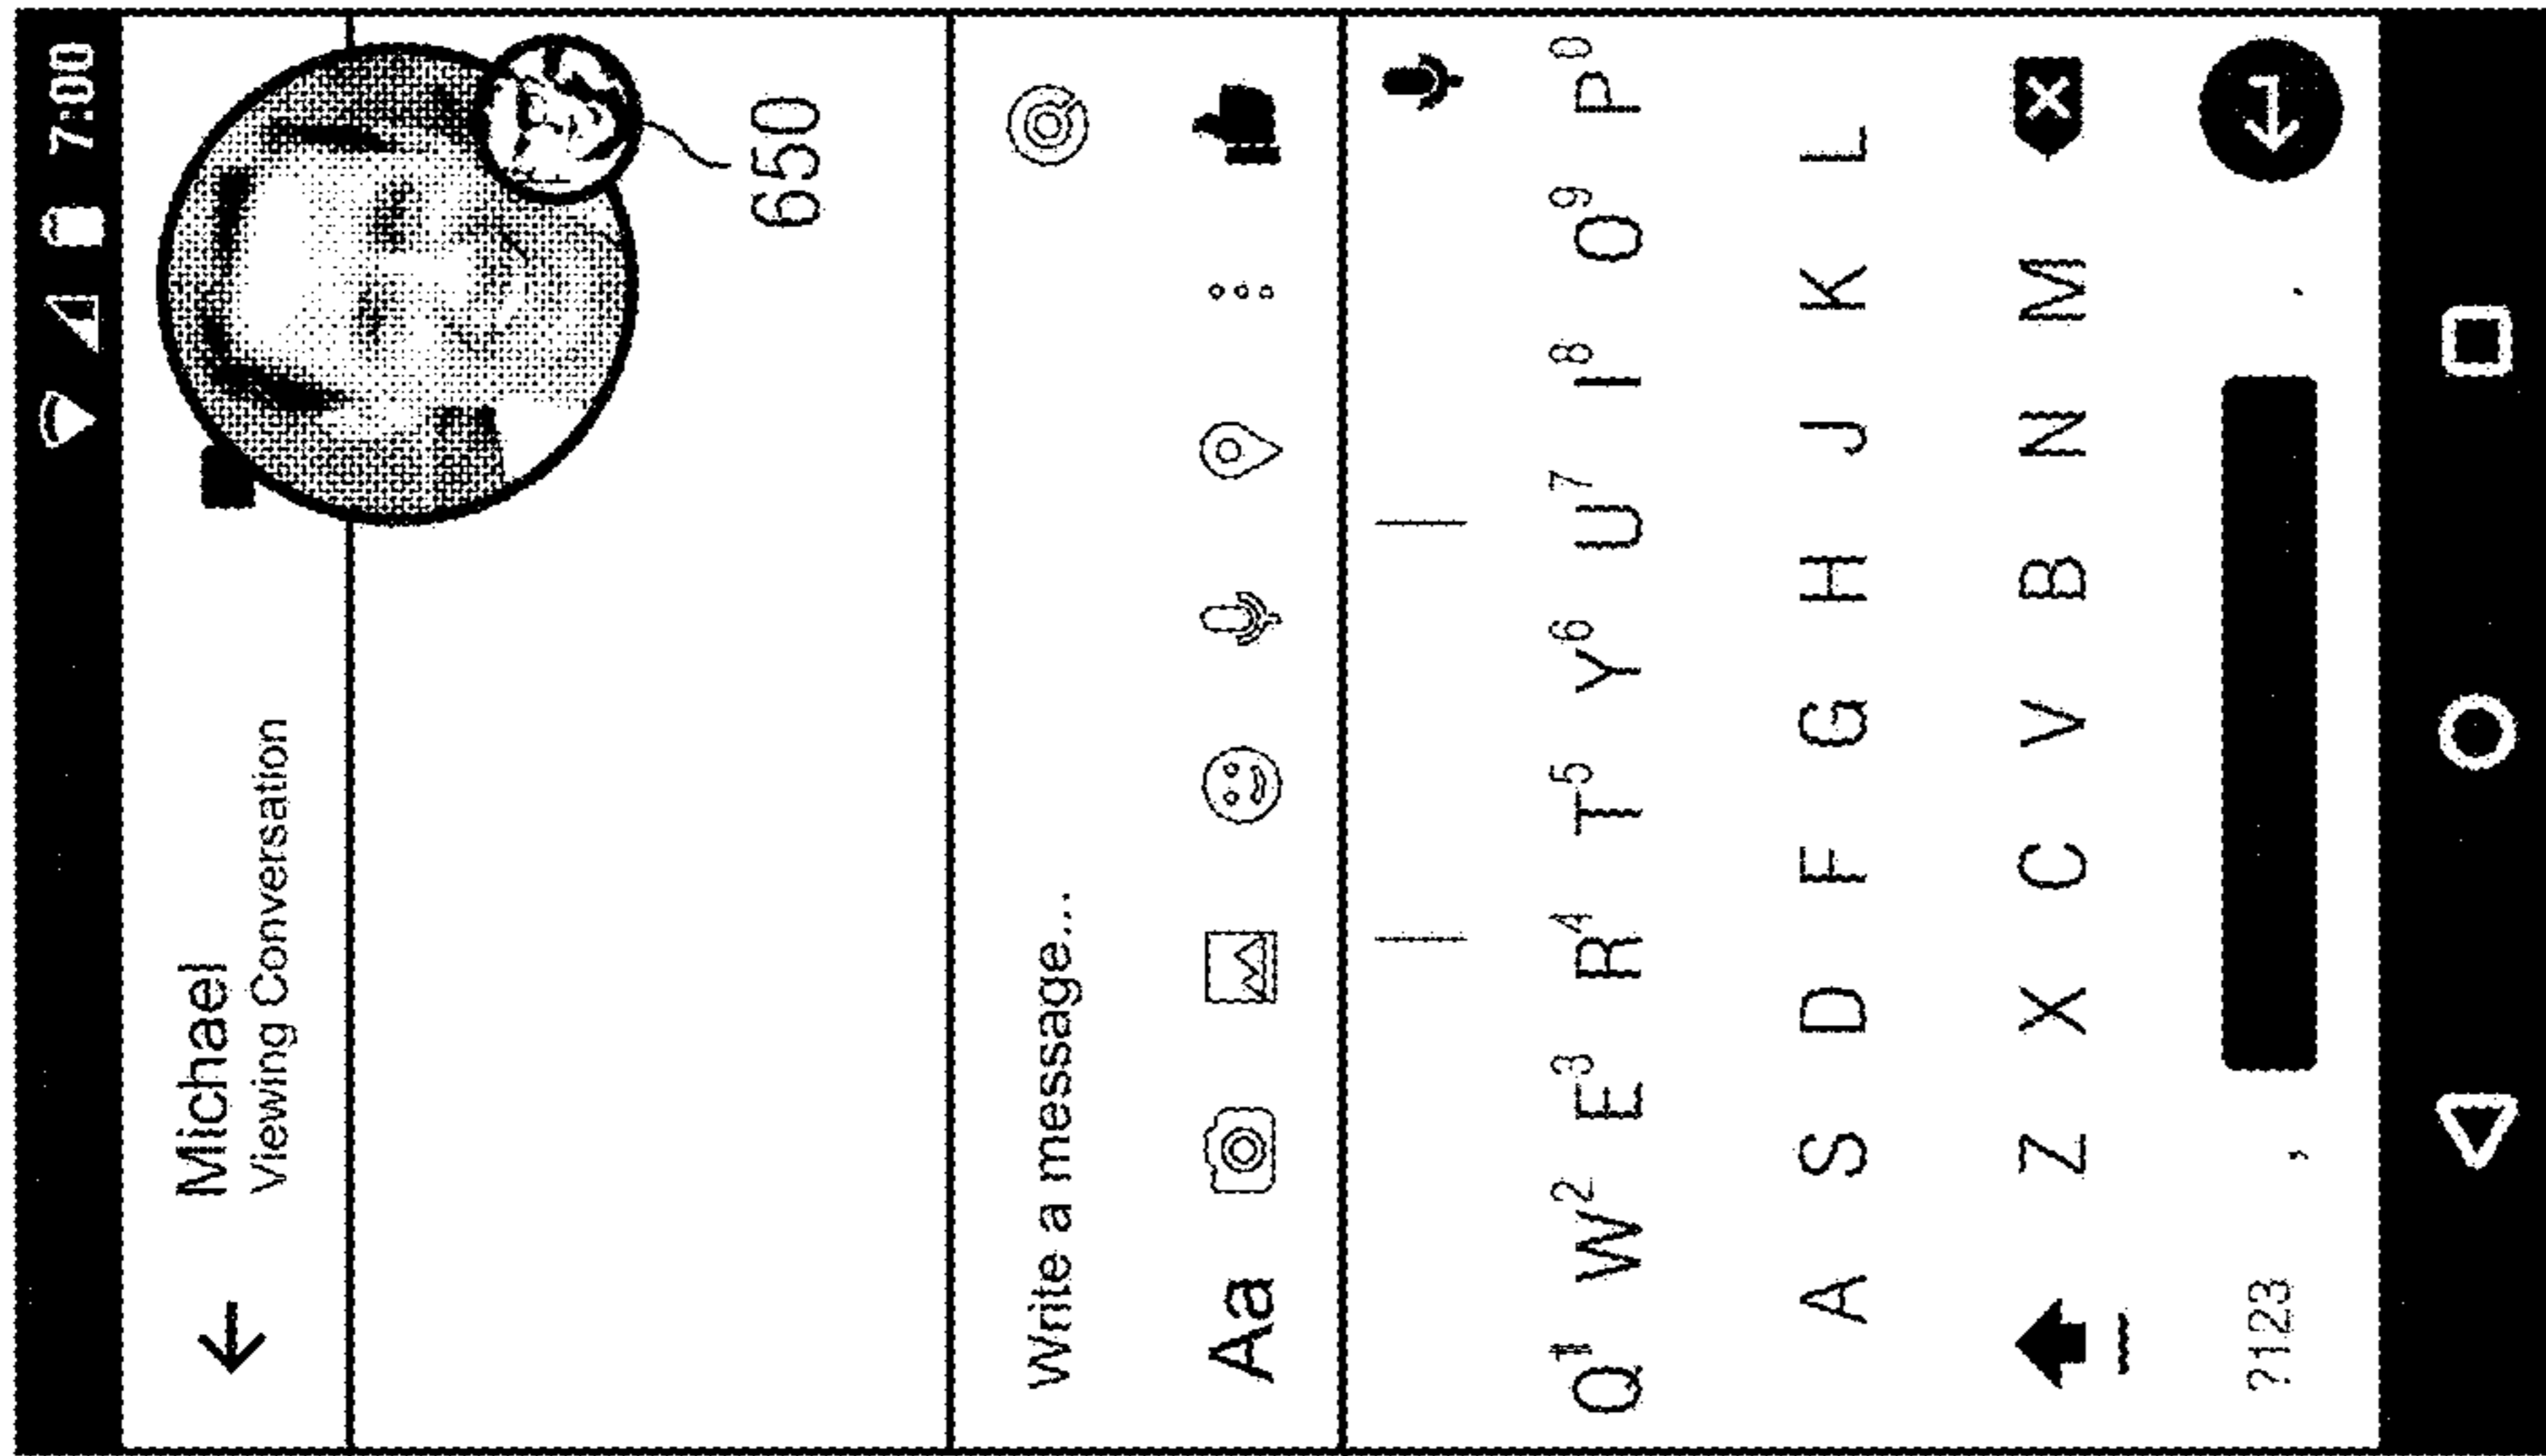 7:00
Michael
Viewing Conversation
650
Write a message...
Aa
Q1 W2 E3 R4 T5 Y6 U7 I8 O9 P0
A S D F G H J K L
Z X C V B N M
?123 , .